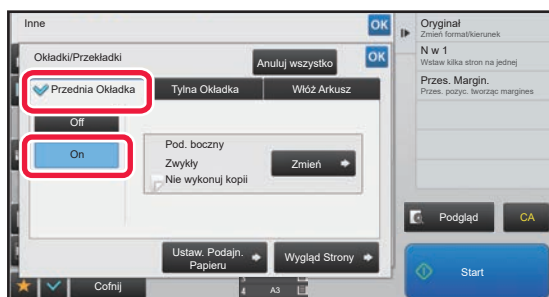 Inne
OK
Okładki/Przekładki
Anuluj wszystko
OK
Przednia Okładka
Tylna Okładka
Włóż Arkusz
Off
On
Pod. boczny
Zwykły
Nie wykonuj kopii
Zmień
Ustaw. Podajn.
Papieru
Wygląd Strony
Cofnij
4 A3
Oryginał
Zmień format/kierunek
N w 1
Wstaw kilka stron na jednej
Przes. Margin.
Przes. pozyc. tworząc margines
Podgląd
CA
Start